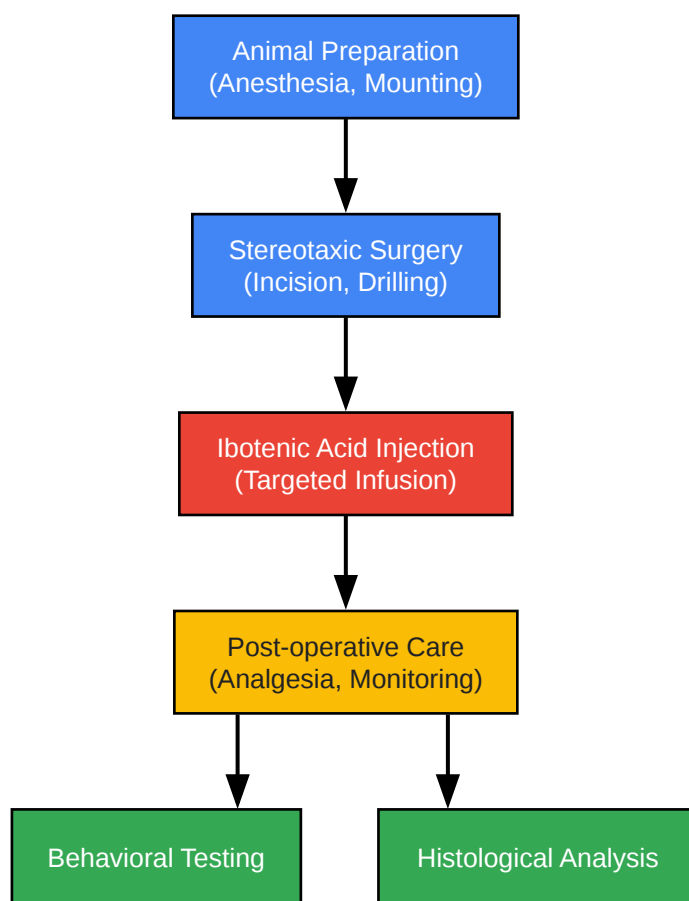 Animal Preparation
(Anesthesia, Mounting)
Stereotaxic Surgery
(Incision, Drilling)
Ibotenic Acid Injection
(Targeted Infusion)
Post-operative Care
(Analgesia, Monitoring)
Behavioral Testing
Histological Analysis